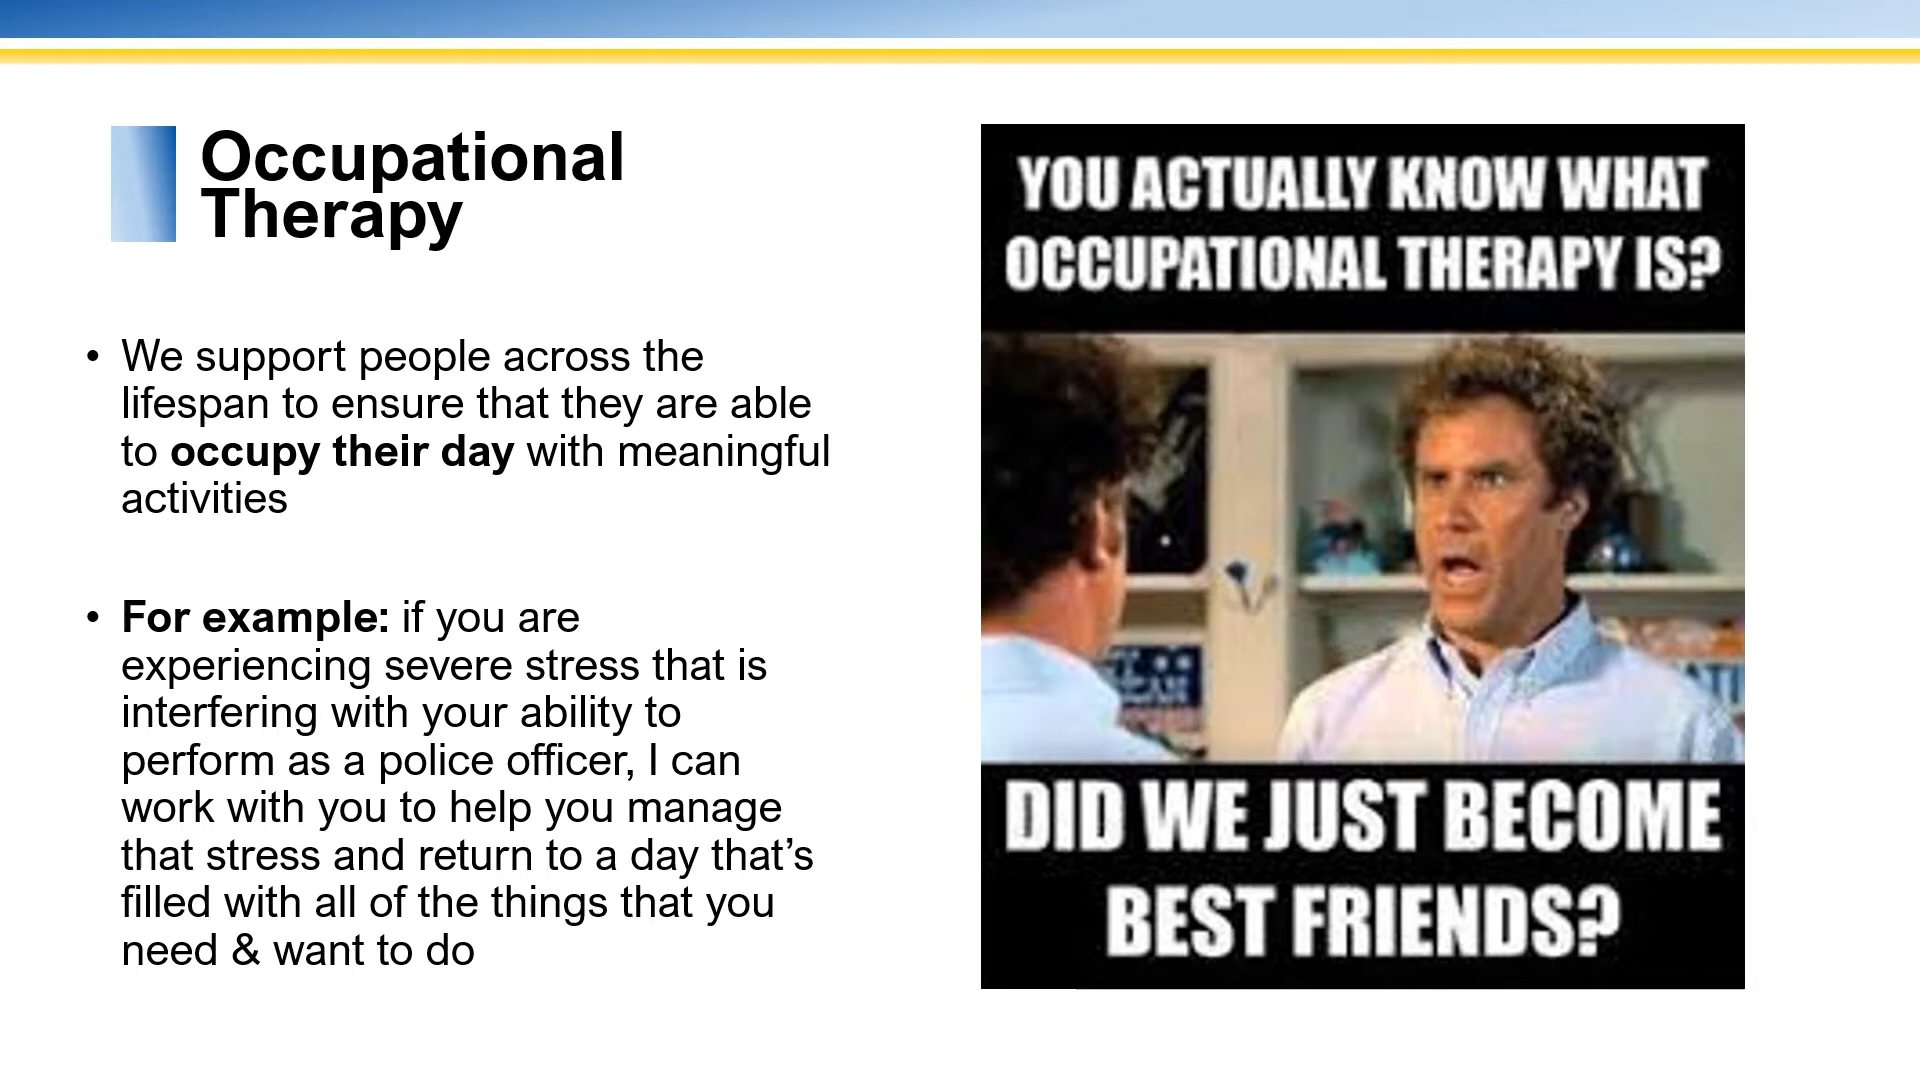 Occupational
Therapy
• We support people across the
lifespan to ensure that they are able
to occupy their day with meaningful
activities
• For example: if you are
experiencing severe stress that is
interfering with your ability to
perform as a police officer, I can
work with you to help you manage
that stress and return to a day that’s
filled with all of the things that you
need & want to do
YOU ACTUALLY KNOW WHAT
OCCUPATIONAL THERAPY IS?
DID WE JUST BECOME
BEST FRIENDS?